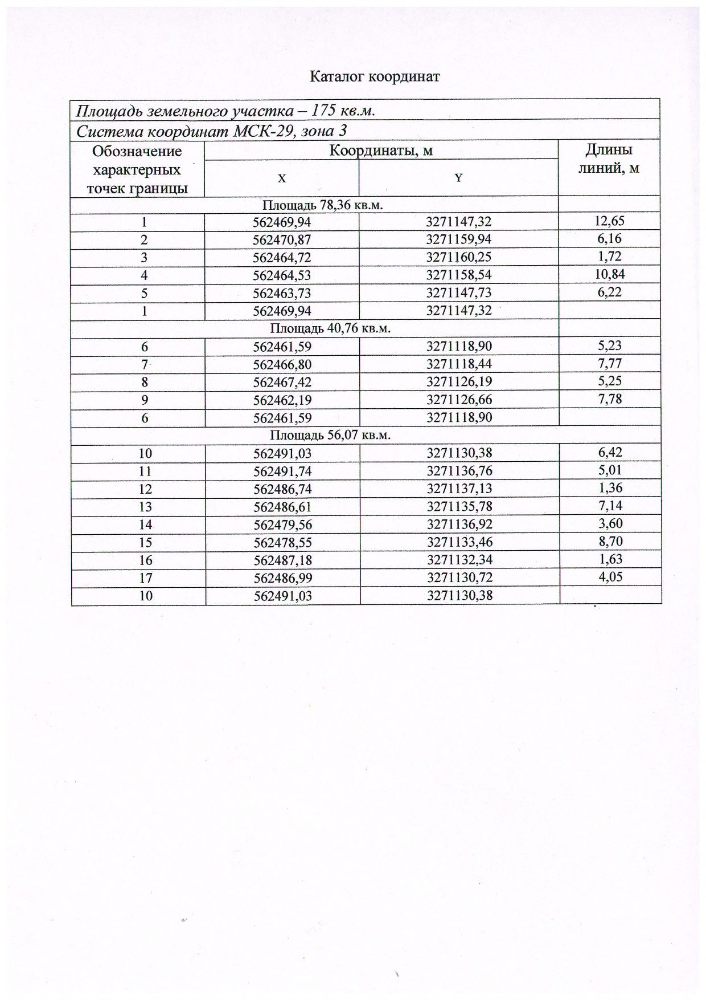 Каталог координат
Площадь земельного участка – 175 кв.м.
Система координат МСК-29, зона 3
Обозначение характерных точек границы Координаты, м Длины линий, м
X Y
Площадь 78,36 кв.м.
1 562469,94 3271147,32 12,65
2 562470,87 3271159,94 6,16
3 562464,72 3271160,25 1,72
4 562464,53 3271158,54 10,84
5 562463,73 3271147,73 6,22
1 562469,94 3271147,32
Площадь 40,76 кв.м.
6 562461,59 3271118,90 5,23
7 562466,80 3271118,44 7,77
8 562467,42 3271126,19 5,25
9 562462,19 3271126,66 7,78
6 562461,59 3271118,90
Площадь 56,07 кв.м.
10 562491,03 3271130,38 6,42
11 562491,74 3271136,76 5,01
12 562486,74 3271137,13 1,36
13 562486,61 3271135,78 7,14
14 562479,56 3271136,92 3,60
15 562478,55 3271133,46 8,70
16 562487,18 3271132,34 1,63
17 562486,99 3271130,72 4,05
10 562491,03 3271130,38